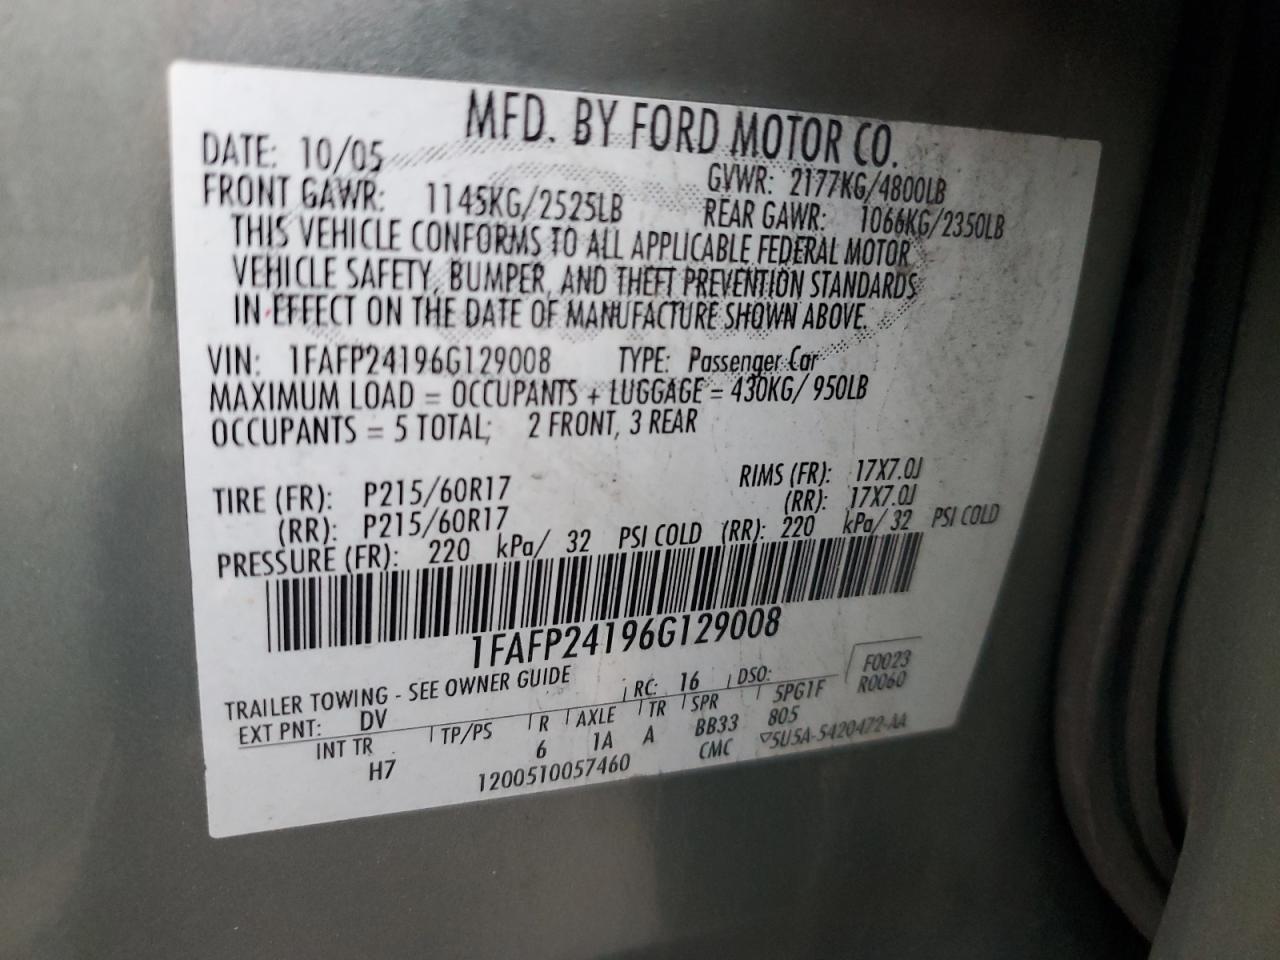 MFD. BY FORD MOTOR CO.
DATE: 10/05 GVWR: 2177KG/4800LB
FRONT GAWR: 1145KG/2525LB REAR GAWR: 1066KG/2350LB
THIS VEHICLE CONFORMS TO ALL APPLICABLE FEDERAL MOTOR
VEHICLE SAFETY, BUMPER, AND THEFT PREVENTION STANDARDS
IN EFFECT ON THE DATE OF MANUFACTURE SHOWN ABOVE.
VIN: 1FAFP24196G129008 TYPE: Passenger Car
MAXIMUM LOAD = OCCUPANTS + LUGGAGE = 430KG/ 950LB
OCCUPANTS = 5 TOTAL; 2 FRONT, 3 REAR
TIRE (FR): P215/60R17 RIMS (FR): 17X7.0J
(RR): P215/60R17 (RR): 17X7.0J
PRESSURE (FR): 220 kPa/ 32 PSI COLD (RR): 220 kPa/ 32 PSI COLD
1FAFP24196G129008
F0023
TRAILER TOWING - SEE OWNER GUIDE RC: 16 DSO: R0060
EXT PNT: DV
INT TR TP/PS R AXLE TR SPR 5PG1F
H7 6 1A A BB33 805
1200510057460 CMC ▽5U5A-5420472-AA